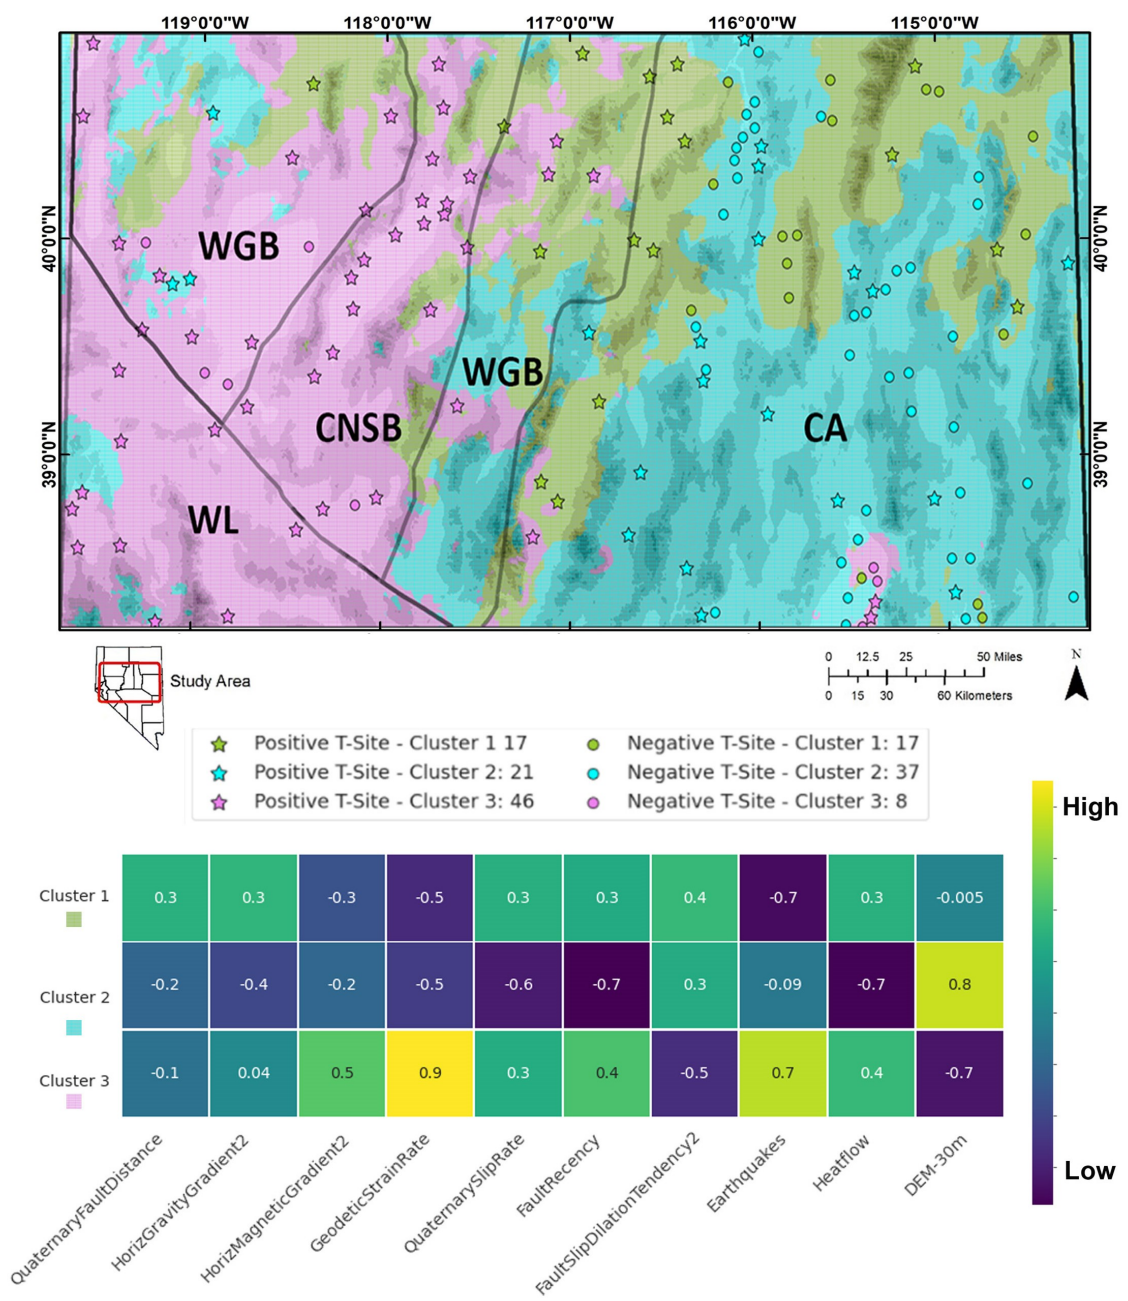 119°0'0"W 118°0'0"W 117°0'0"W 116°0'0"W 115°0'0"W
40°0'0"N
40°0'0"N
WGB
WGB
CNSB
CA
39°0'0"N
39°0'0"N
WL
Study Area
0 12.5 25 50 Miles
0 15 30 60 Kilometers
N
Positive T-Site - Cluster 1 17
Negative T-Site - Cluster 1: 17
Positive T-Site - Cluster 2: 21
Negative T-Site - Cluster 2: 37
Positive T-Site - Cluster 3: 46
Negative T-Site - Cluster 3: 8
High
Low
Cluster 1 0.3 0.3 -0.3 -0.5 0.3 0.3 0.4 -0.7 0.3 -0.005
Cluster 2 -0.2 -0.4 -0.2 -0.5 -0.6 -0.7 0.3 -0.09 -0.7 0.8
Cluster 3 -0.1 0.04 0.5 0.9 0.3 0.4 -0.5 0.7 0.4 -0.7
QuaternaryFaultDistance
HorizGravityGradient2
HorizMagneticGradient2
GeodeticStrainRate
QuaternarySlipRate
FaultRecency
FaultSlipDilationTendency2
Earthquakes
Heatflow
DEM-30m